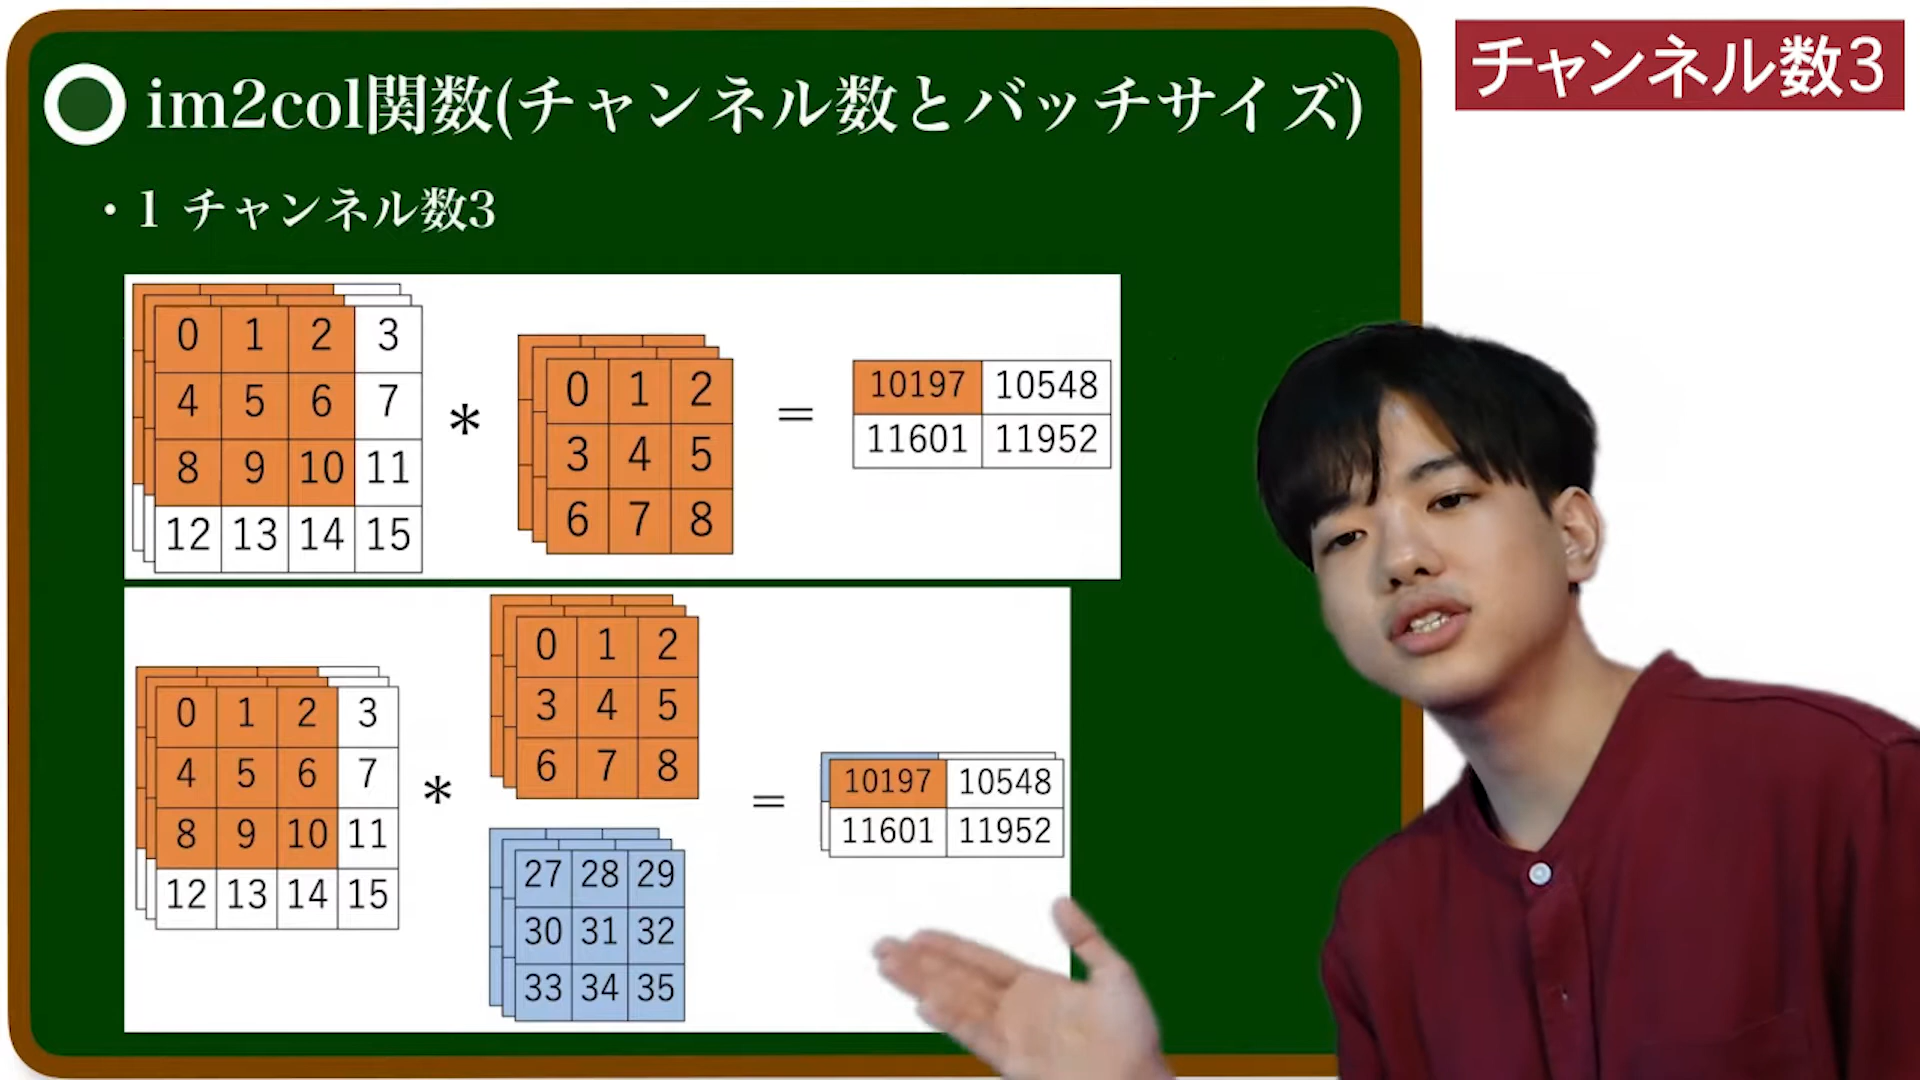 チャンネル数3
im2col関数(チャンネル数とバッチサイズ)
・1 チャンネル数3
0 1 2 3
4 5 6 7
8 9 10 11
12 13 14 15
*
0 1 2
3 4 5
6 7 8
=
10197 10548
11601 11952
0 1 2 3
4 5 6 7
8 9 10 11
12 13 14 15
*
0 1 2
3 4 5
6 7 8
27 28 29
30 31 32
33 34 35
=
10197 10548
11601 11952